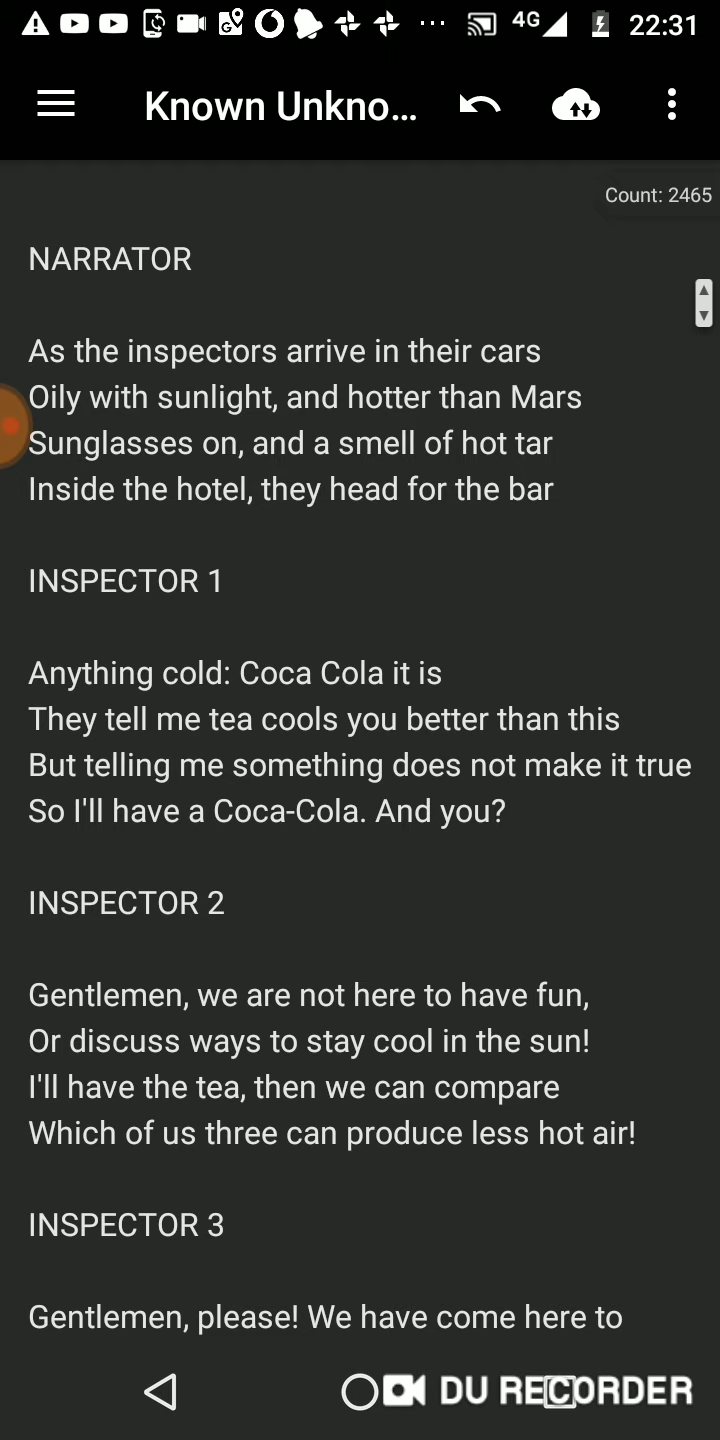 4G 22:31
Known Unkno...
Count: 2465
NARRATOR
As the inspectors arrive in their cars
Oily with sunlight, and hotter than Mars
Sunglasses on, and a smell of hot tar
Inside the hotel, they head for the bar
INSPECTOR 1
Anything cold: Coca Cola it is
They tell me tea cools you better than this
But telling me something does not make it true
So I'll have a Coca-Cola. And you?
INSPECTOR 2
Gentlemen, we are not here to have fun,
Or discuss ways to stay cool in the sun!
I'll have the tea, then we can compare
Which of us three can produce less hot air!
INSPECTOR 3
Gentlemen, please! We have come here to
DU RECORDER